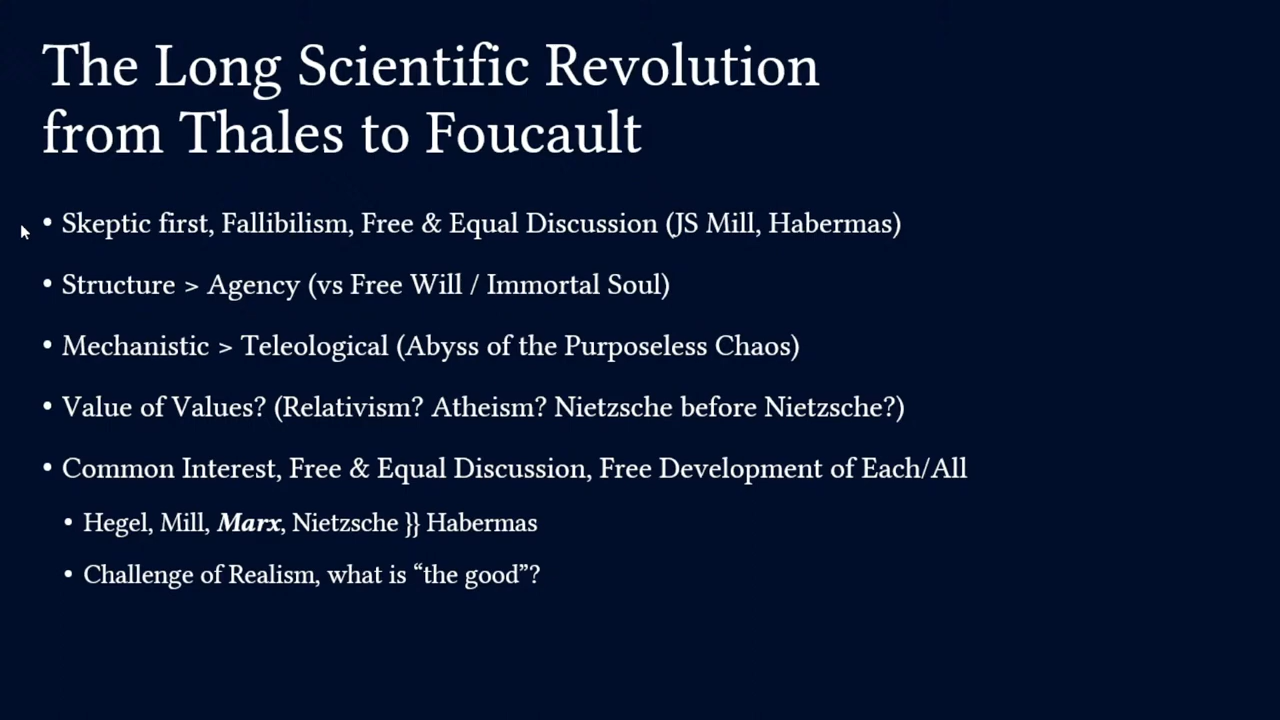 The Long Scientific Revolution
from Thales to Foucault
• Skeptic first, Fallibilism, Free & Equal Discussion (JS Mill, Habermas)
• Structure > Agency (vs Free Will / Immortal Soul)
• Mechanistic > Teleological (Abyss of the Purposeless Chaos)
• Value of Values? (Relativism? Atheism? Nietzsche before Nietzsche?)
• Common Interest, Free & Equal Discussion, Free Development of Each/All
• Hegel, Mill, Marx, Nietzsche }} Habermas
• Challenge of Realism, what is “the good”?